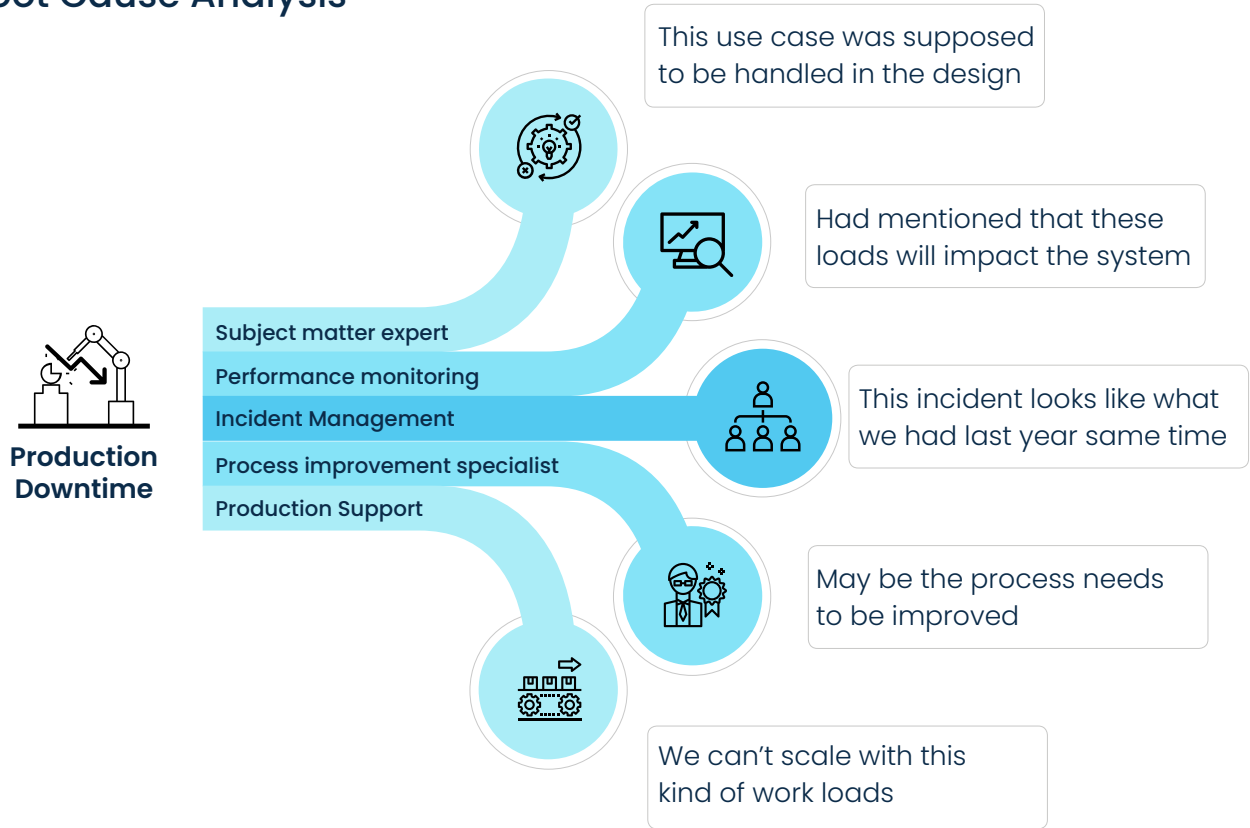 Cause Analysis
This use case was supposed
to be handled in the design
Had mentioned that these
loads will impact the system
Subject matter expert
Performance monitoring
Incident Management
Process improvement specialist
Production Support
Production
Downtime
This incident looks like what
we had last year same time
May be the process needs
to be improved
We can’t scale with this
kind of work loads